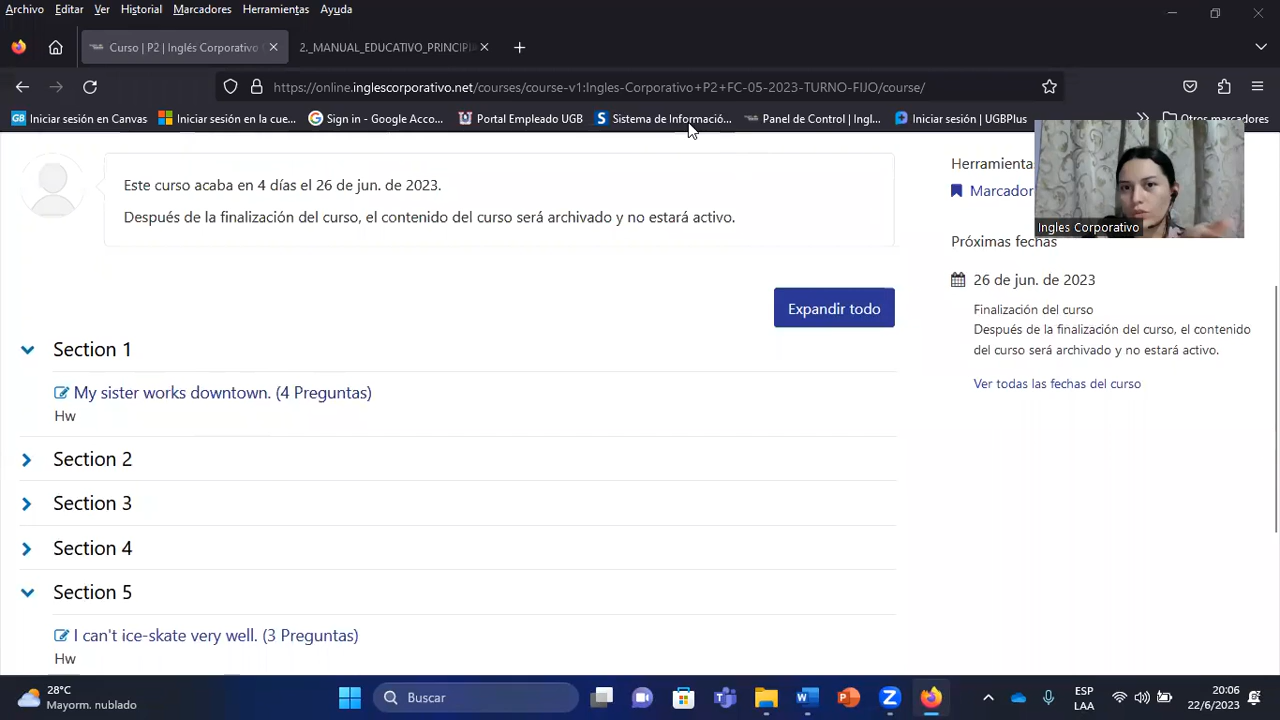 Archivo Editar Ver Historial Marcadores Herramientas Ayuda
Curso | P2 | Inglés Corporativo
2._MANUAL_EDUCATIVO_PRINCIPI
https://online.inglescorporativo.net/courses/course-v1:Ingles-Corporativo+P2+FC-05-2023-TURNO-FIJO/course/
Iniciar sesión en Canvas
Iniciar sesión en la cue...
Sign in - Google Acco...
Portal Empleado UGB
Sistema de Informació...
Panel de Control | Ingl...
Iniciar sesión | UGBPlus
Otros marcadores
Este curso acaba en 4 días el 26 de jun. de 2023.
Después de la finalización del curso, el contenido del curso será archivado y no estará activo.
Expandir todo
Section 1
My sister works downtown. (4 Preguntas)
Hw
Section 2
Section 3
Section 4
Section 5
I can't ice-skate very well. (3 Preguntas)
Hw
Herramienta
Marcador
Ingles Corporativo
Próximas fechas
26 de jun. de 2023
Finalización del curso
Después de la finalización del curso, el contenido
del curso será archivado y no estará activo.
Ver todas las fechas del curso
28°C
Mayorm. nublado
Buscar
ESP
LAA
20:06
22/6/2023